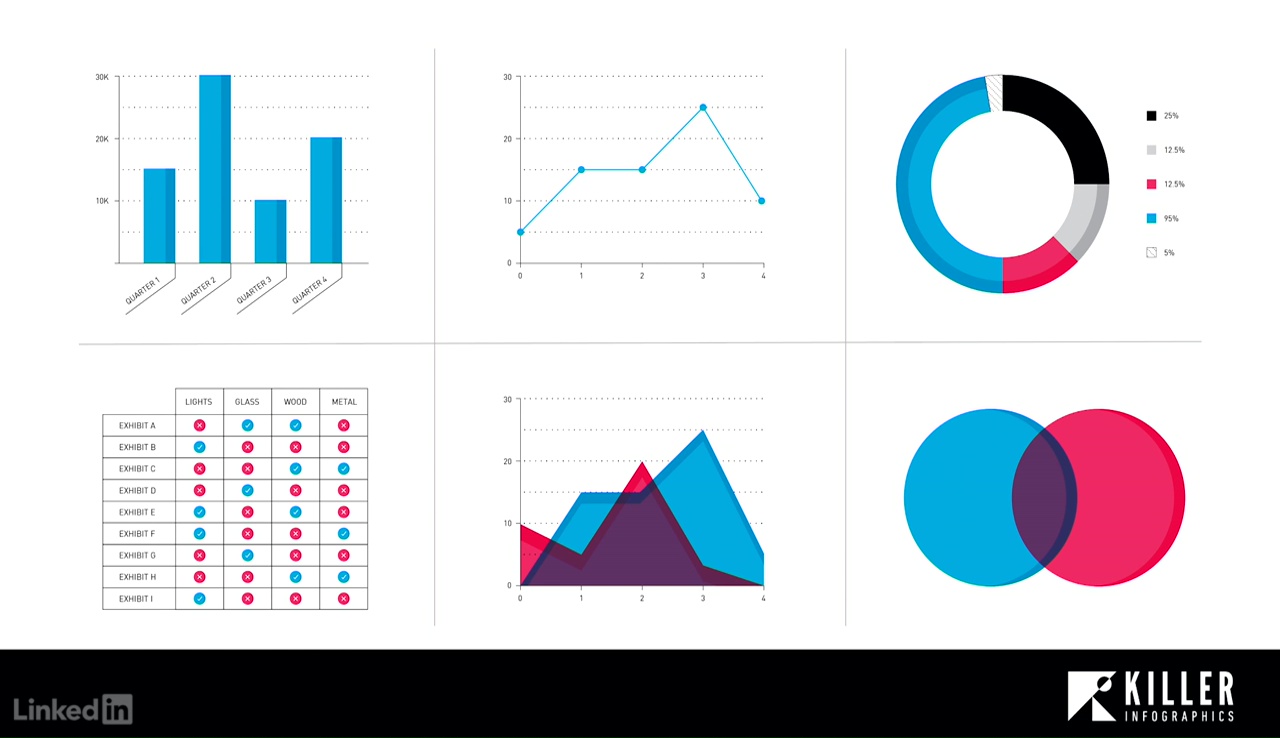 30K
20K
10K
QUARTER 1
QUARTER 2
QUARTER 3
QUARTER 4
30
20
10
0
0 1 2 3 4
25%
12.5%
12.5%
95%
5%
LIGHTS GLASS WOOD METAL
EXHIBIT A
EXHIBIT B
EXHIBIT C
EXHIBIT D
EXHIBIT E
EXHIBIT F
EXHIBIT G
EXHIBIT H
EXHIBIT I
30
20
10
0
0 1 2 3 4
Linked in
KILLER
INFOGRAPHICS